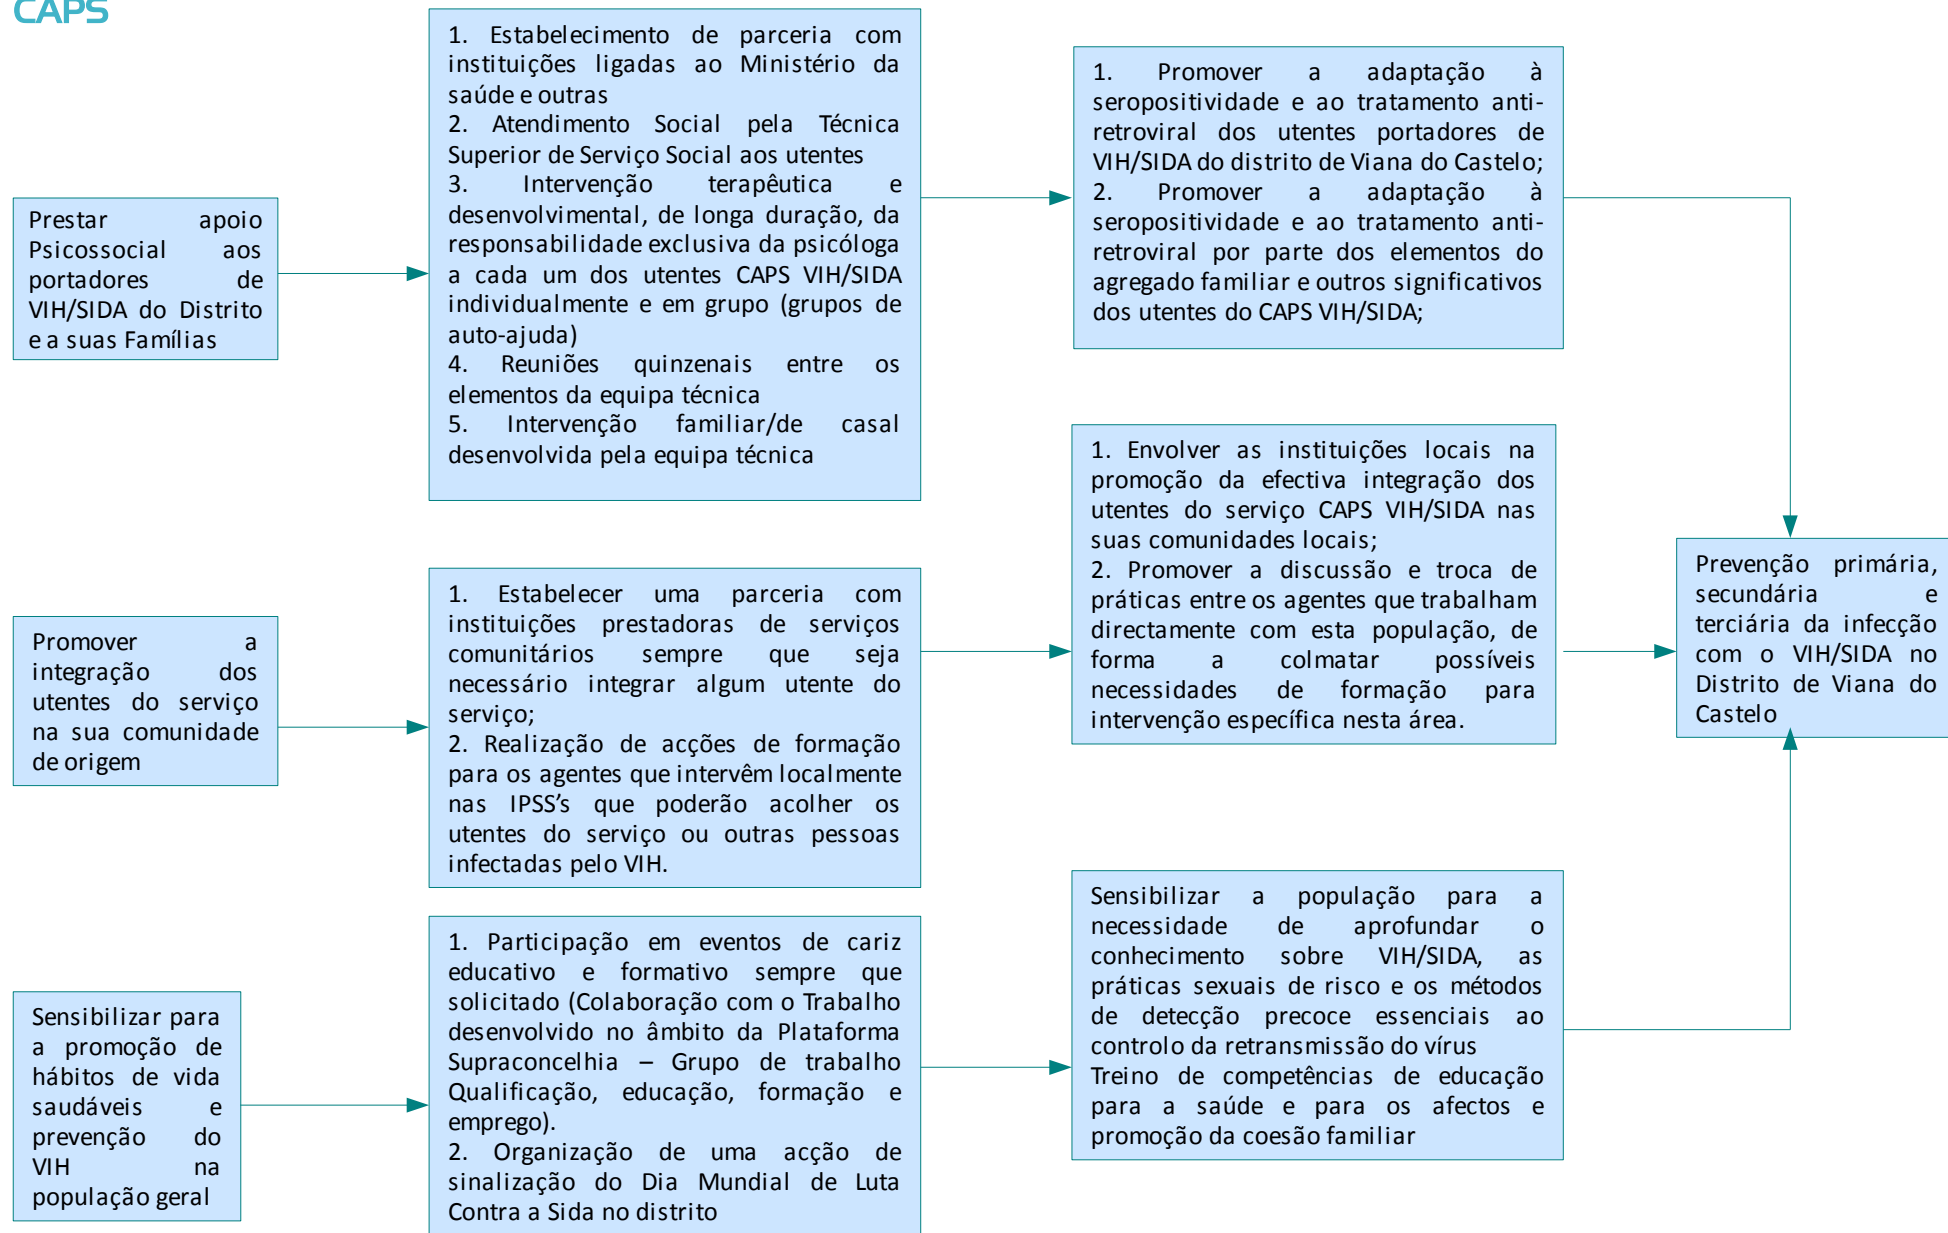 CAPS
Prestar apoio
Psicossocial aos
portadores de
VIH/SIDA do Distrito
e a suas Famílias
1. Estabelecimento de parceria com
instituições ligadas ao Ministério da
saúde e outras
2. Atendimento Social pela Técnica
Superior de Serviço Social aos utentes
3. Intervenção terapêutica e
desenvolvimental, de longa duração, da
responsabilidade exclusiva da psicóloga
a cada um dos utentes CAPS VIH/SIDA
individualmente e em grupo (grupos de
auto-ajuda)
4. Reuniões quinzenais entre os
elementos da equipa técnica
5. Intervenção familiar/de casal
desenvolvida pela equipa técnica
1. Promover a adaptação à
seropositividade e ao tratamento anti-
retroviral dos utentes portadores de
VIH/SIDA do distrito de Viana do Castelo;
2. Promover a adaptação à
seropositividade e ao tratamento anti-
retroviral por parte dos elementos do
agregado familiar e outros significativos
dos utentes do CAPS VIH/SIDA;
Promover a
integração dos
utentes do serviço
na sua comunidade
de origem
1. Estabelecer uma parceria com
instituições prestadoras de serviços
comunitários sempre que seja
necessário integrar algum utente do
serviço;
2. Realização de acções de formação
para os agentes que intervêm localmente
nas IPSS’s que poderão acolher os
utentes do serviço ou outras pessoas
infectadas pelo VIH.
1. Envolver as instituições locais na
promoção da efectiva integração dos
utentes do serviço CAPS VIH/SIDA nas
suas comunidades locais;
2. Promover a discussão e troca de
práticas entre os agentes que trabalham
directamente com esta população, de
forma a colmatar possíveis
necessidades de formação para
intervenção específica nesta área.
Prevenção primária,
secundária e
terciária da infecção
com o VIH/SIDA no
Distrito de Viana do
Castelo
Sensibilizar para
a promoção de
hábitos de vida
saudáveis e
prevenção do
VIH na
população geral
1. Participação em eventos de cariz
educativo e formativo sempre que
solicitado (Colaboração com o Trabalho
desenvolvido no âmbito da Plataforma
Supraconcelhia – Grupo de trabalho
Qualificação, educação, formação e
emprego).
2. Organização de uma acção de
sinalização do Dia Mundial de Luta
Contra a Sida no distrito
Sensibilizar a população para a
necessidade de aprofundar o
conhecimento sobre VIH/SIDA, as
práticas sexuais de risco e os métodos
de detecção precoce essenciais ao
controlo da retransmissão do vírus
Treino de competências de educação
para a saúde e para os afectos e
promoção da coesão familiar